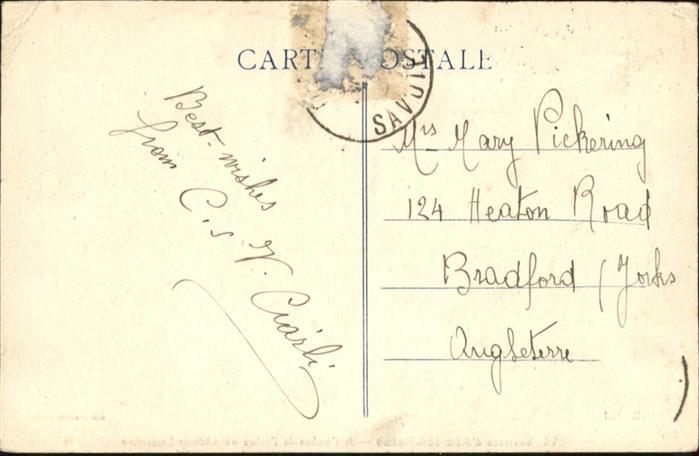 CARTE POSTALE
SAVOIE
Best wishes
from
C. & V.
Mrs Mary Pickering
124 Heaton Road
Bradford / Yorks
Angleterre